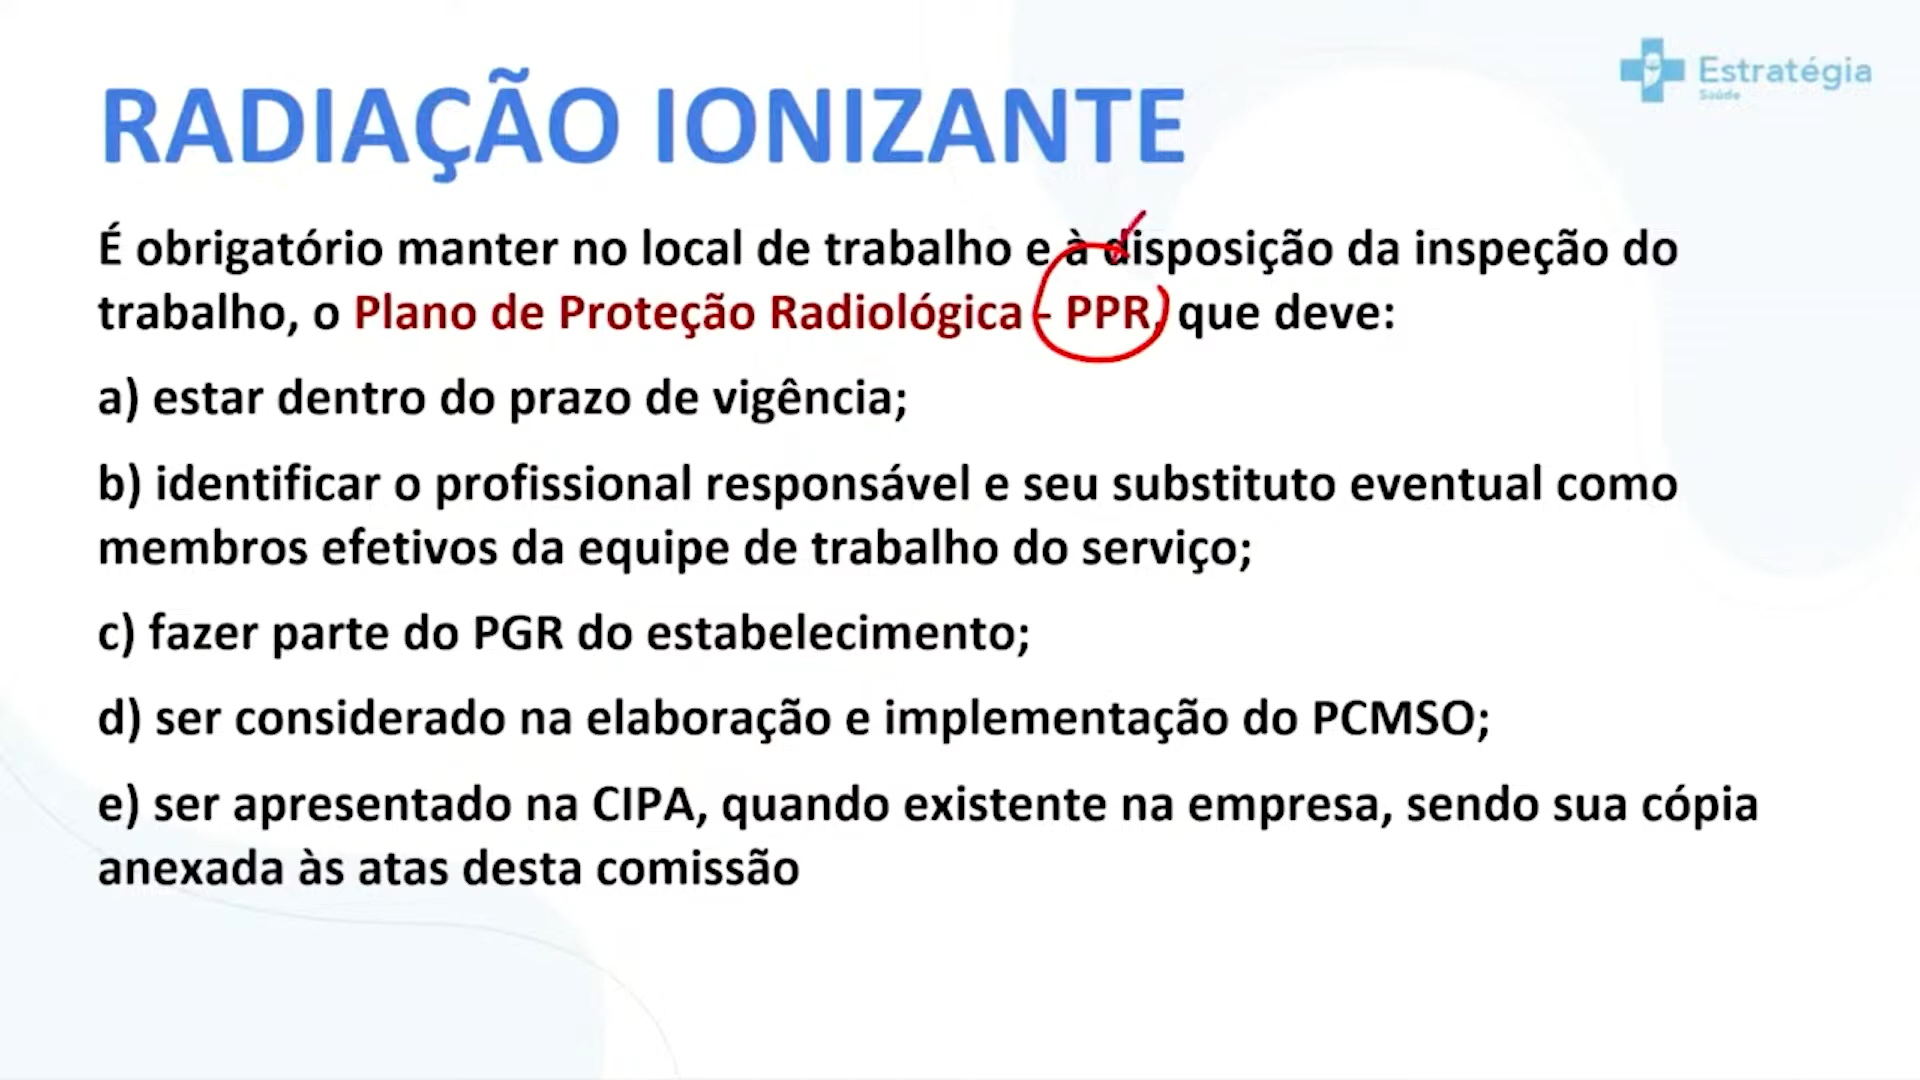 Estratégia
Saúde
RADIAÇÃO IONIZANTE
É obrigatório manter no local de trabalho e à disposição da inspeção do
trabalho, o Plano de Proteção Radiológica - PPR, que deve:
a) estar dentro do prazo de vigência;
b) identificar o profissional responsável e seu substituto eventual como
membros efetivos da equipe de trabalho do serviço;
c) fazer parte do PGR do estabelecimento;
d) ser considerado na elaboração e implementação do PCMSO;
e) ser apresentado na CIPA, quando existente na empresa, sendo sua cópia
anexada às atas desta comissão